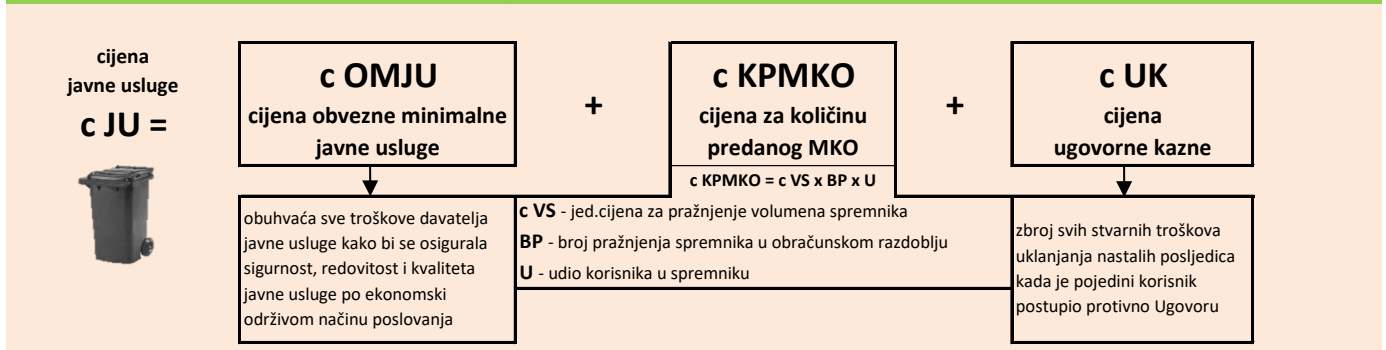 cijena
javne usluge
c JU =
c OMJU
cijena obvezne minimalne
javne usluge
+
c KPMKO
cijena za količinu
predanog MKO
c KPMKO = c VS x BP x U
+
c UK
cijena
ugovorne kazne
obuhvaća sve troškove davatelja
javne usluge kako bi se osigurala
sigurnost, redovitost i kvaliteta
javne usluge po ekonomski
održivom načinu poslovanja
c VS - jed.cijena za pražnjenje volumena spremnika
BP - broj pražnjenja spremnika u obračunskom razdoblju
U - udio korisnika u spremniku
zbroj svih stvarnih troškova
uklanjanja nastalih posljedica
kada je pojedini korisnik
postupio protivno Ugovoru